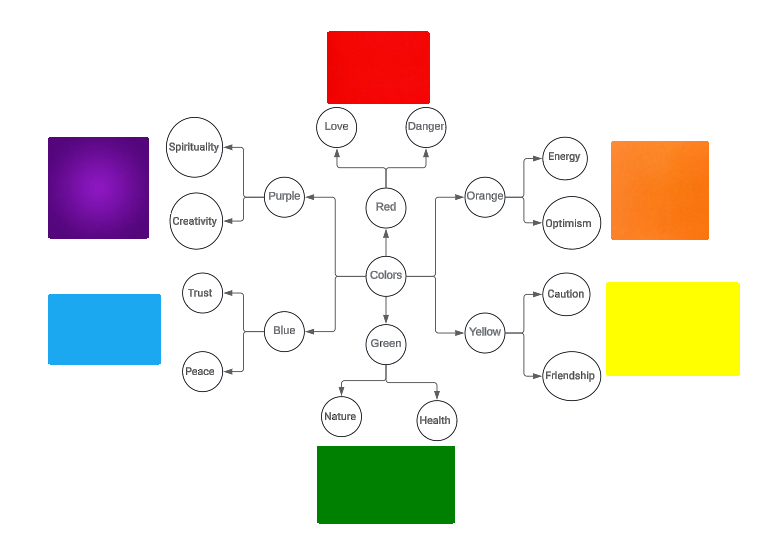 Love
Danger
Spirituality
Energy
Purple
Orange
Red
Creativity
Optimism
Colors
Trust
Caution
Blue
Yellow
Green
Peace
Friendship
Nature
Health